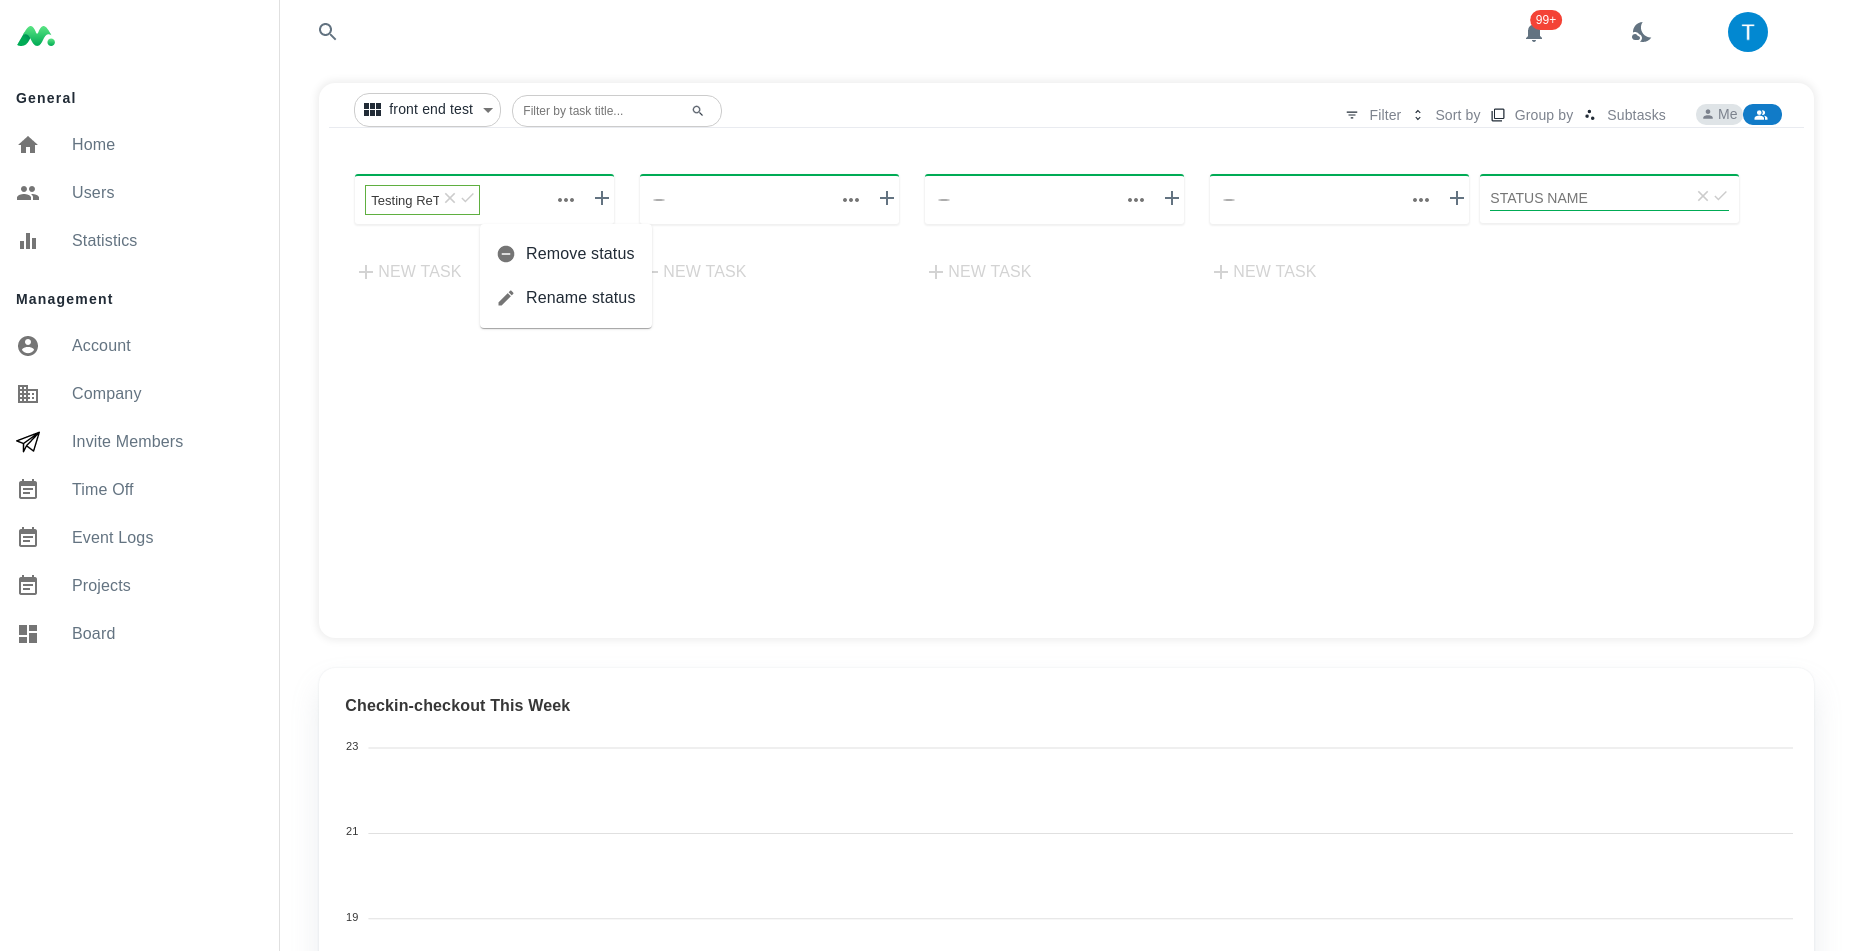 99+
T
General
Home
Users
Statistics
Management
Account
Company
Invite Members
Time Off
Event Logs
Projects
Board
front end test
Filter by task title...
Filter
Sort by
Group by
Subtasks
Me
Testing ReT
STATUS NAME
Remove status
Rename status
NEW TASK
NEW TASK
NEW TASK
NEW TASK
Checkin-checkout This Week
23
21
19